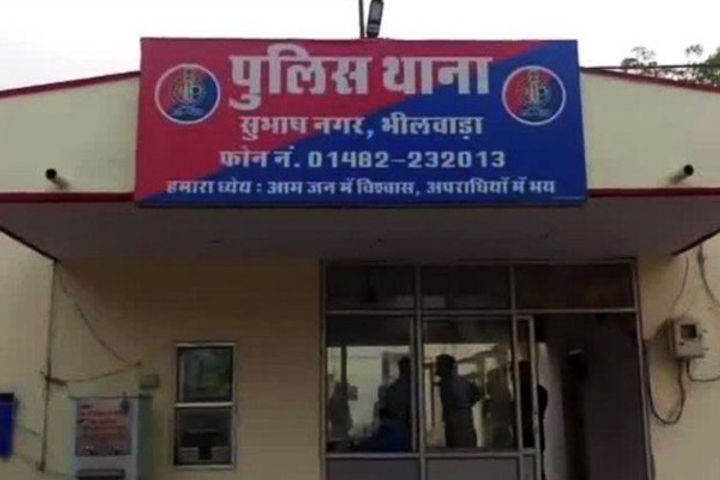 पुलिस थाना
सुभाष नगर, भीलवाड़ा
फोन नं. 01482-232013
हमारा ध्येय : आम जन में विश्वास, अपराधियों में भय